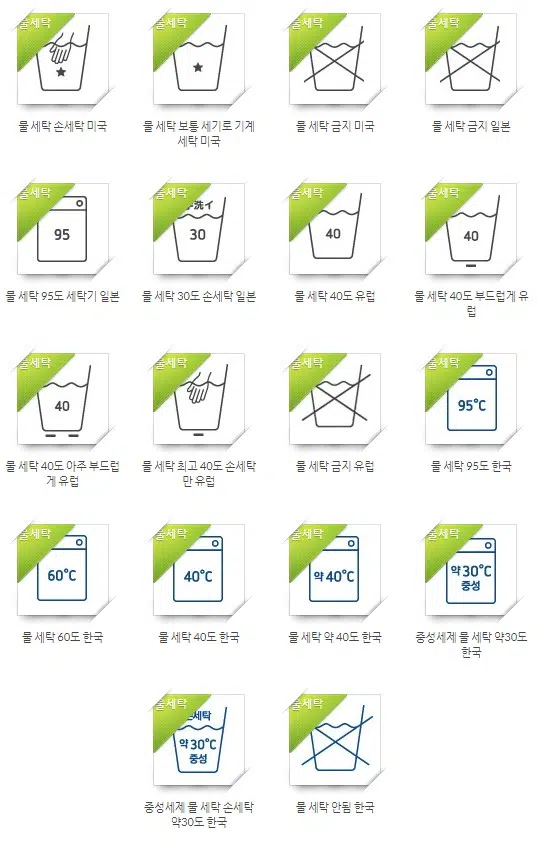 물세탁 물세탁 물세탁 물세탁
물 세탁 손세탁 미국
물 세탁 보통 세기로 기계
세탁 미국
물 세탁 금지 미국
물 세탁 금지 일본
물세탁 물세탁 물세탁 물세탁
95
洗イ
30
40
40
물 세탁 95도 세탁기 일본
물 세탁 30도 손세탁 일본
물 세탁 40도 유럽
물 세탁 40도 부드럽게 유
럽
물세탁 물세탁 물세탁 물세탁
40
95°C
물 세탁 40도 아주 부드럽
게 유럽
물 세탁 최고 40도 손세탁
만 유럽
물 세탁 금지 유럽
물 세탁 95도 한국
물세탁 물세탁 물세탁 물세탁
60°C
40°C
약 40°C
약 30°C
중성
물 세탁 60도 한국
물 세탁 40도 한국
물 세탁 약 40도 한국
중성세제 물 세탁 약30도
한국
물세탁 물세탁
세탁
약 30°C
중성
중성세제 물 세탁 손세탁
약30도 한국
물 세탁 안됨 한국